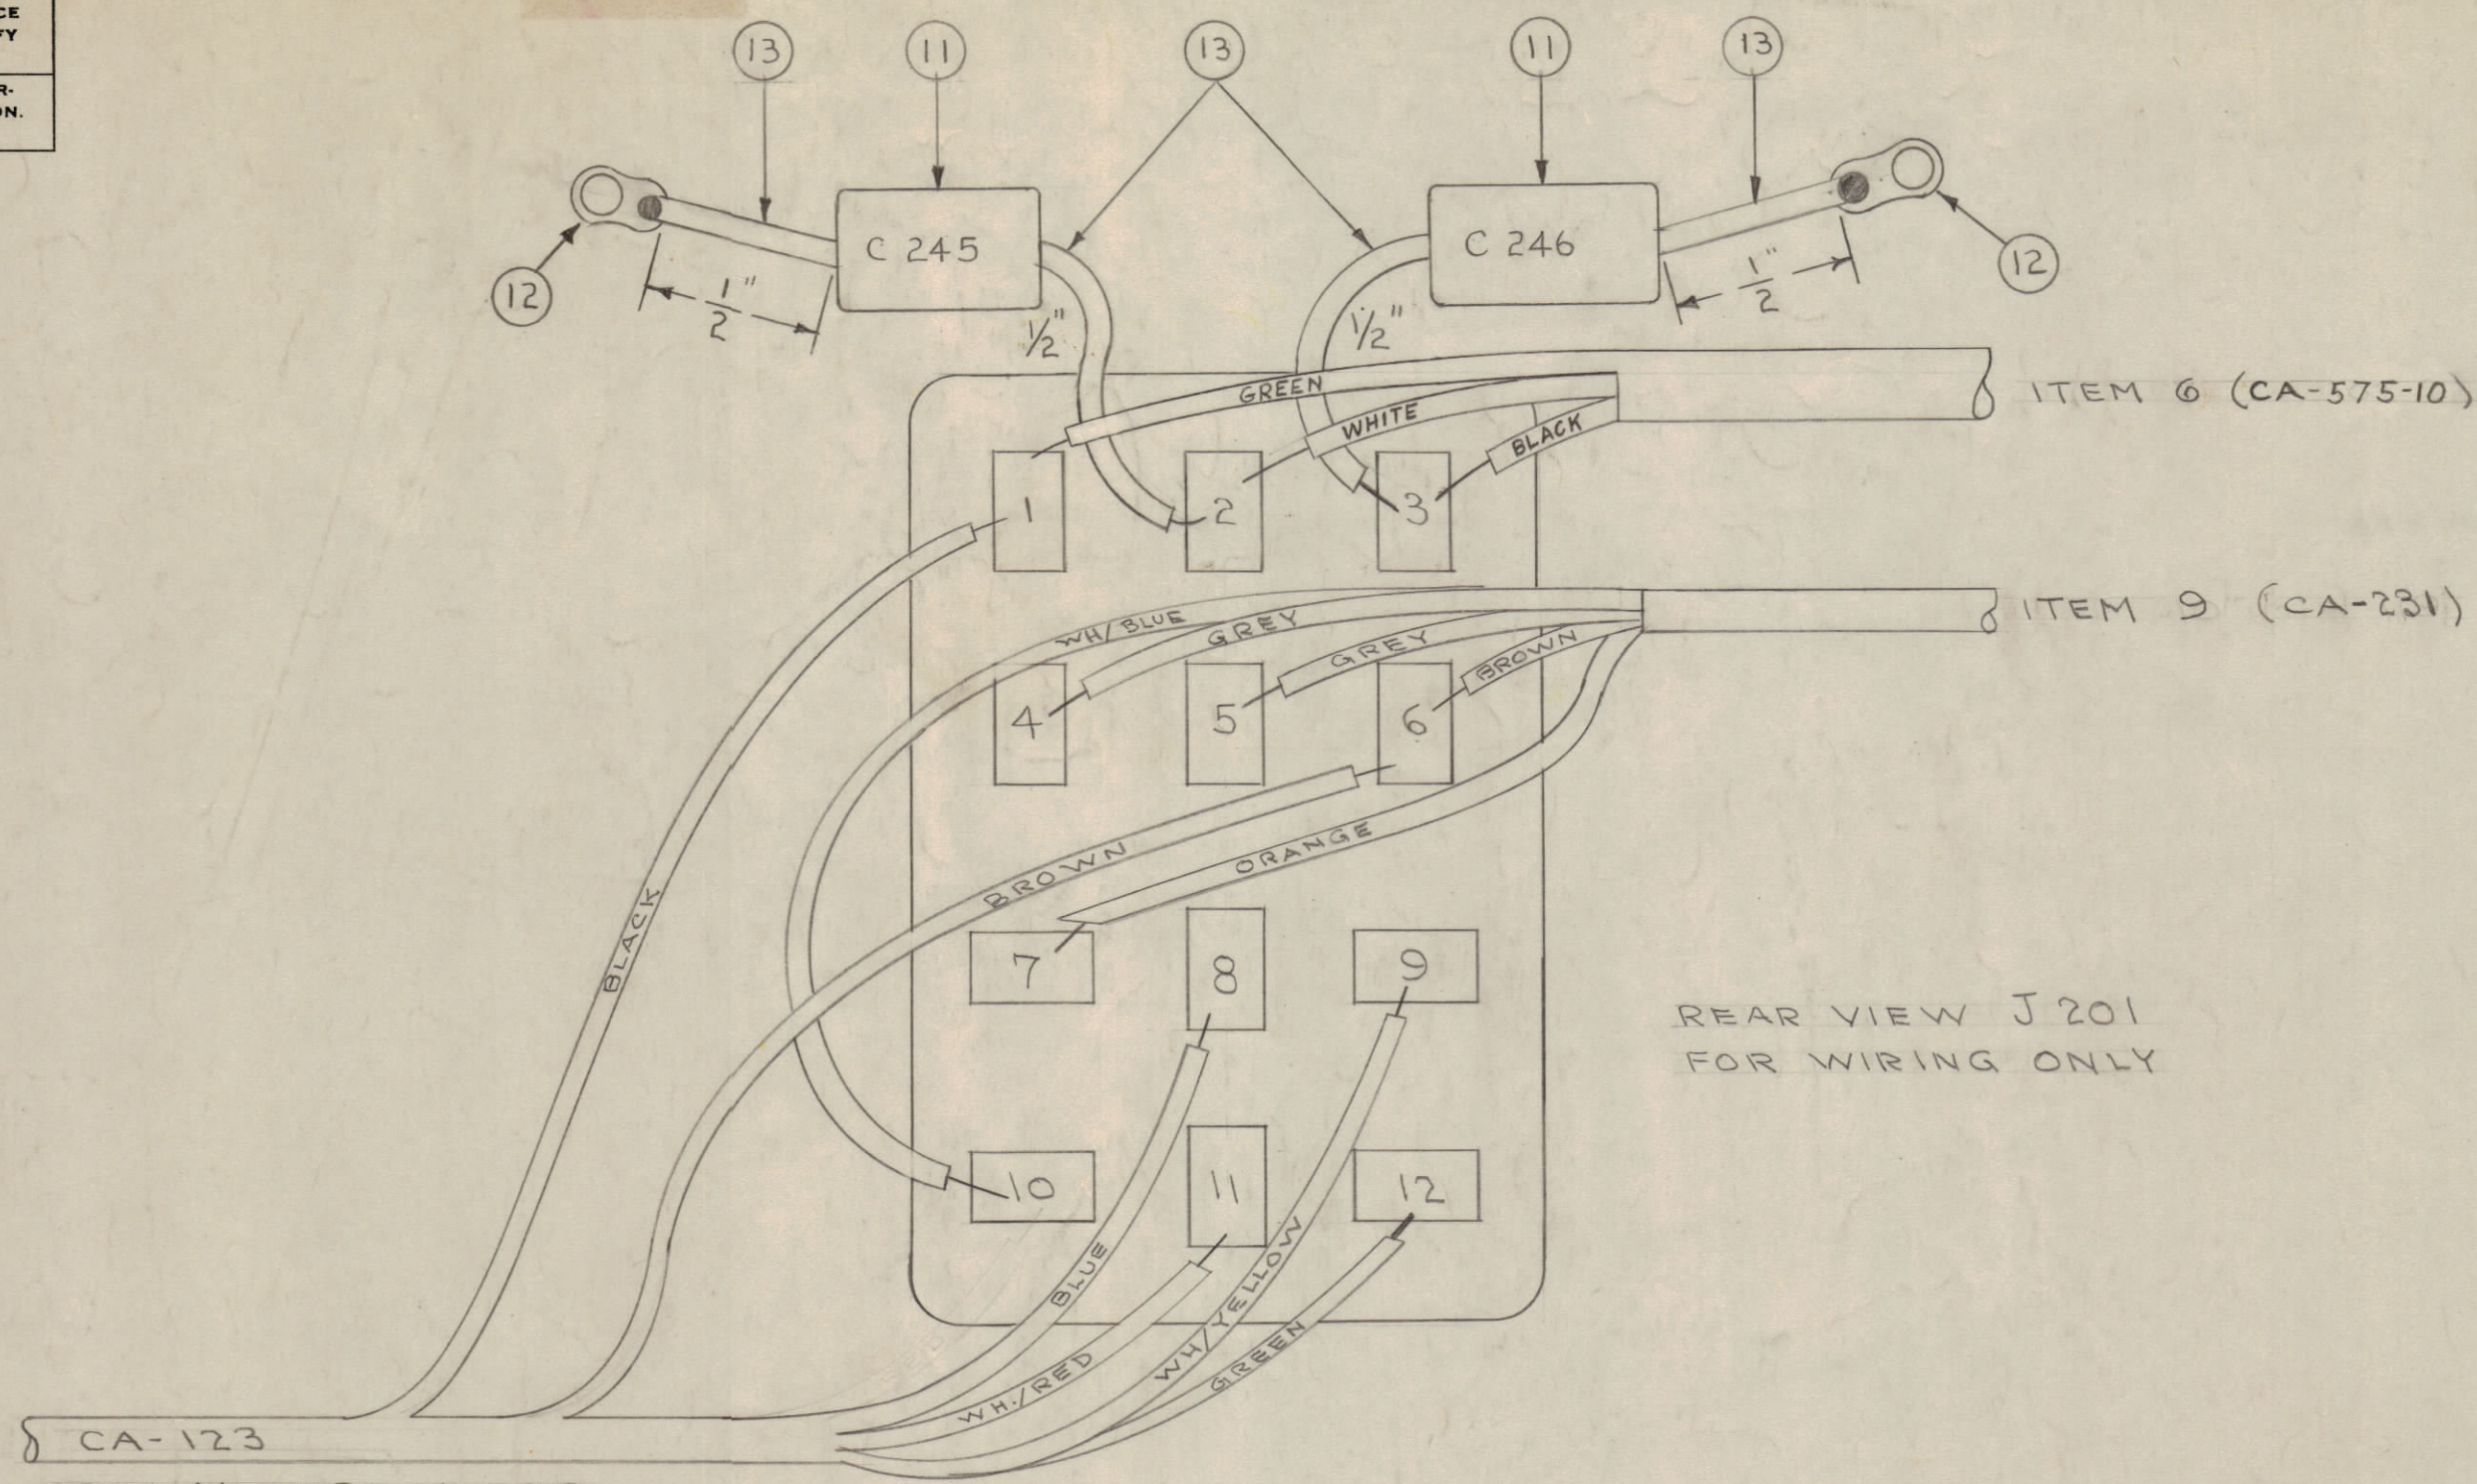 CE
FY
R-
ON.
13
11
13
11
13
C 245
C 246
12
12
1"
2
1/2"
1/2"
1"
2
GREEN
WHITE
BLACK
ITEM 6 (CA-575-10)
1
2
3
WH/BLUE
GREY
GREY
BROWN
ITEM 9 (CA-231)
4
5
6
BROWN
ORANGE
BLACK
7
8
9
REAR VIEW J 201
FOR WIRING ONLY
10
11
12
BLUE
WH./RED
WH/YELLOW
GREEN
CA-123